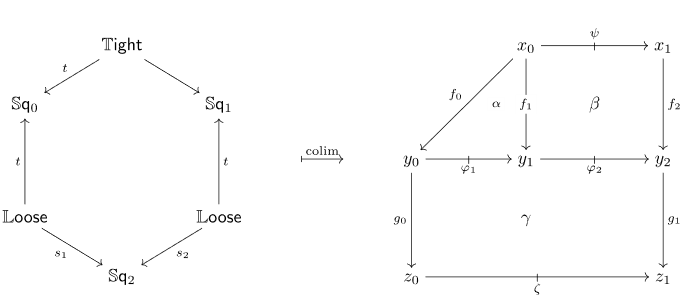 𝕋ight
t
𝕊q₀ 𝕊q₁
t t
𝕃oose 𝕃oose
s₁ s₂
𝕊q₂
colim
x₀ ψ x₁
f₀ α f₁ β f₂
y₀ φ₁ y₁ φ₂ y₂
g₀ γ g₁
z₀ ζ z₁